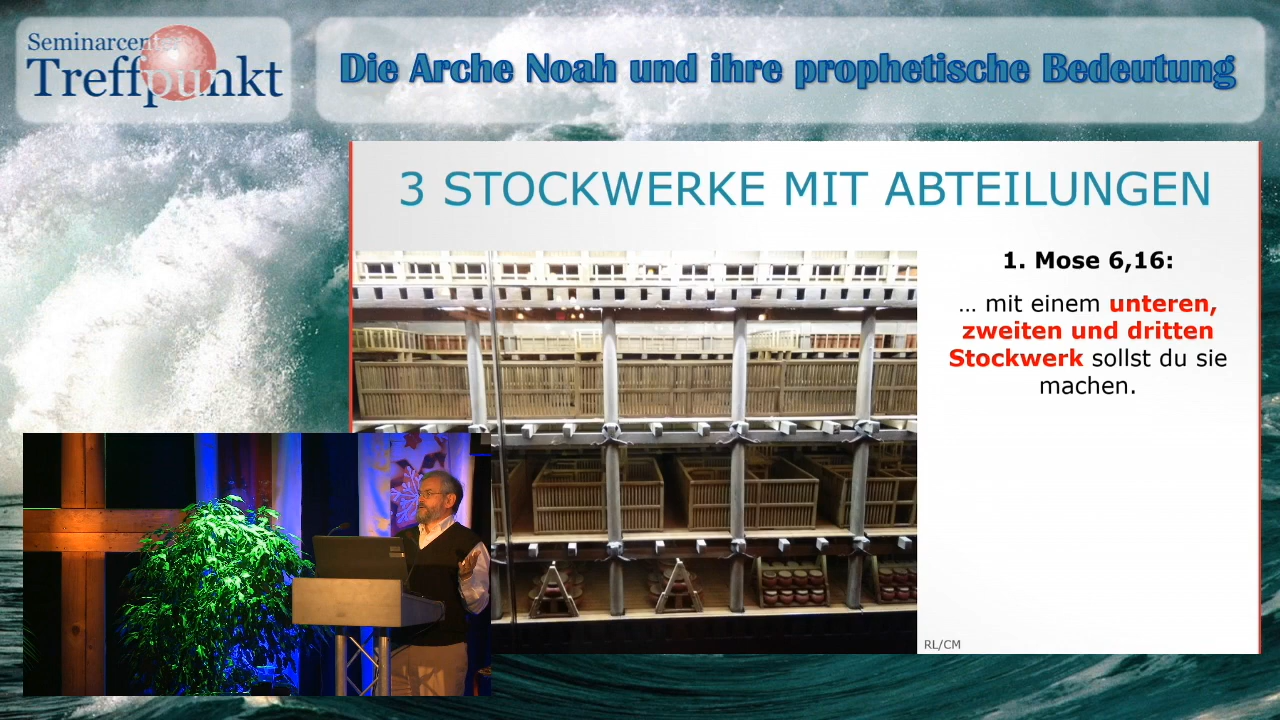 Seminarcenter
Treffpunkt
Die Arche Noah und ihre prophetische Bedeutung
3 STOCKWERKE MIT ABTEILUNGEN
1. Mose 6,16:
… mit einem unteren,
zweiten und dritten
Stockwerk sollst du sie
machen.
RL/CM